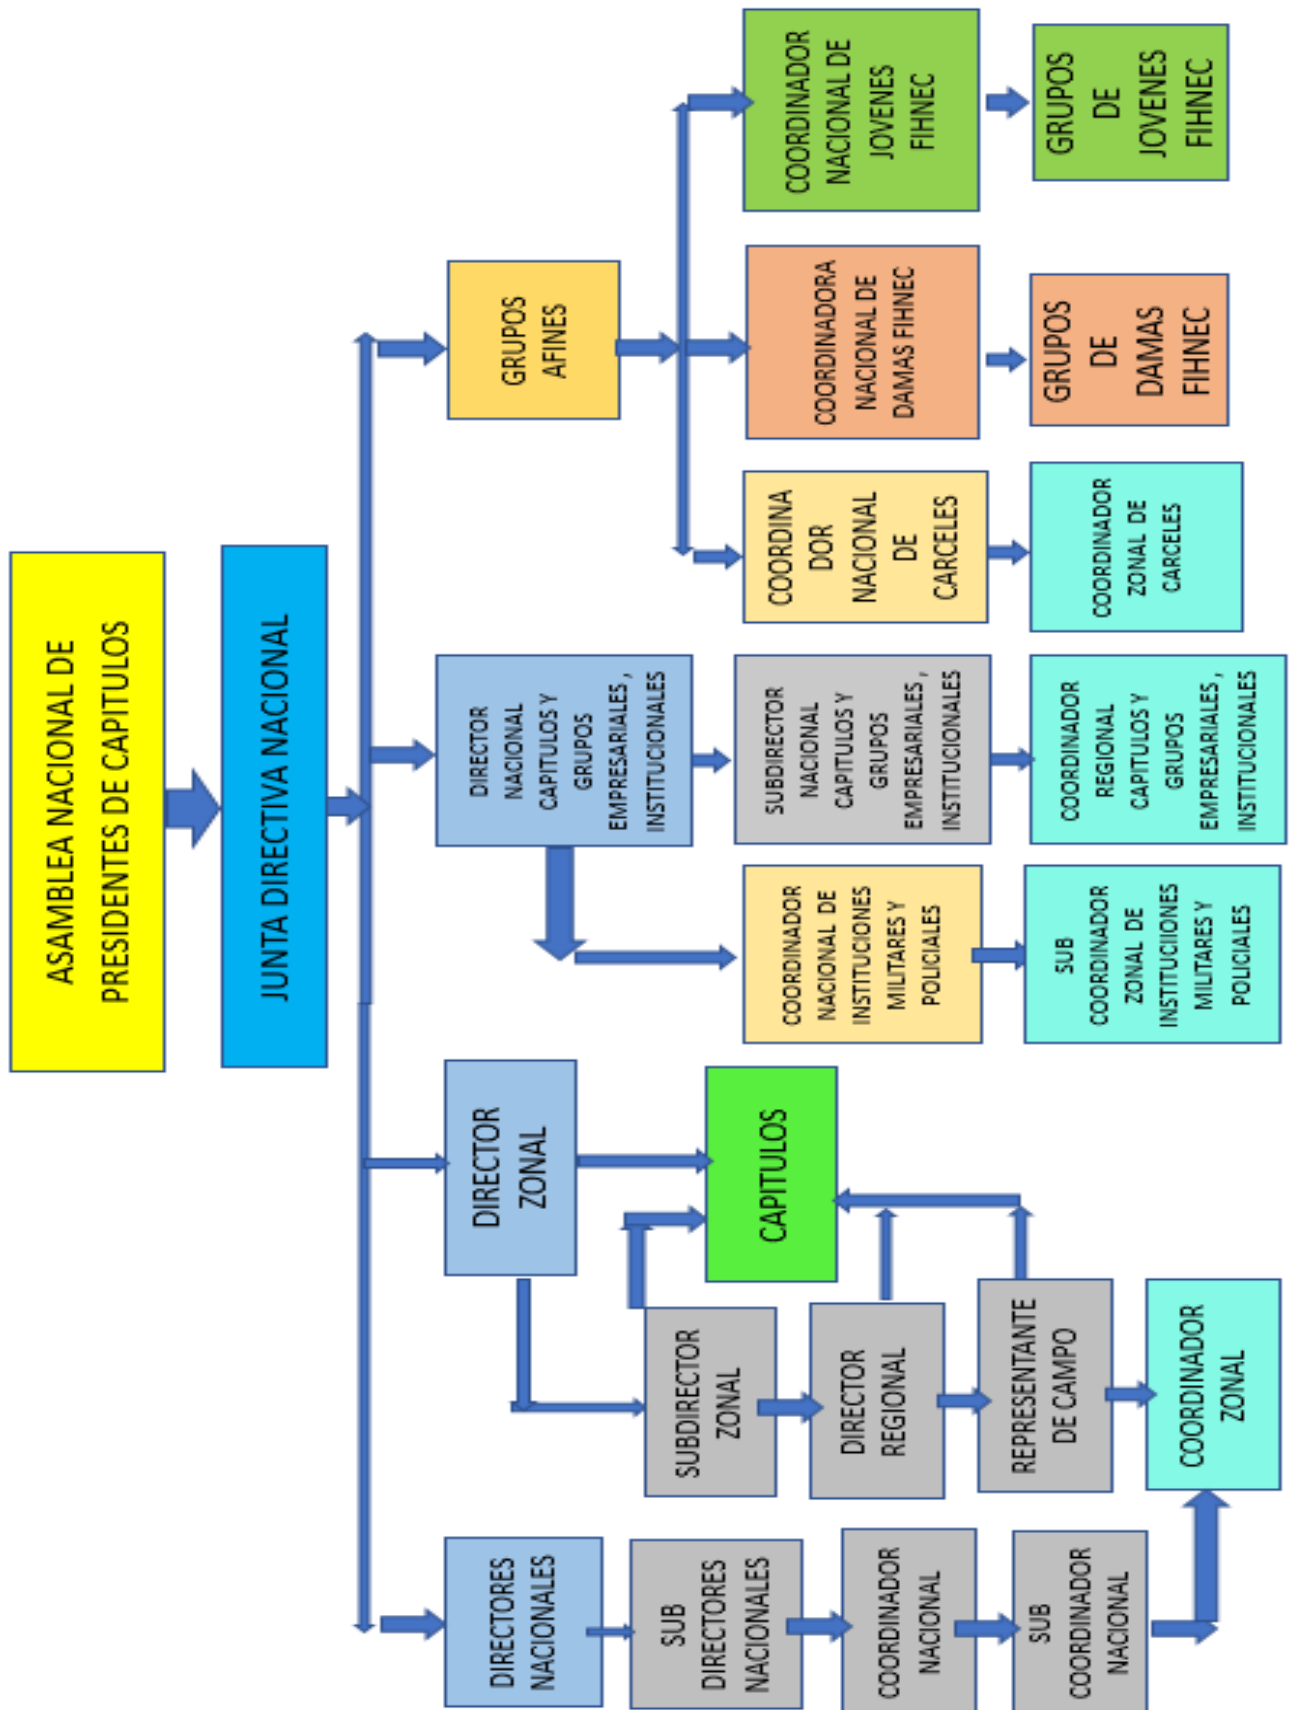 ASAMBLEA NACIONAL DE
PRESIDENTES DE CAPITULOS
JUNTA DIRECTIVA NACIONAL
DIRECTORES
NACIONALES
DIRECTOR
ZONAL
DIRECTOR
NACIONAL
CAPITULOS Y
GRUPOS
EMPRESARIALES ,
INSTITUCIONALES
GRUPOS
AFINES
SUB
DIRECTORES
NACIONALES
SUBDIRECTOR
ZONAL
CAPITULOS
COORDINADOR
NACIONAL DE
INSTITUCIONES
MILITARES Y
POLICIALES
SUBDIRECTOR
NACIONAL
CAPITULOS Y
GRUPOS
EMPRESARIALES ,
INSTITUCIONALES
COORDINA
DOR
NACIONAL
DE
CARCELES
COORDINADORA
NACIONAL DE
DAMAS FIHNEC
COORDINADOR
NACIONAL DE
JOVENES
FIHNEC
COORDINADOR
NACIONAL
DIRECTOR
REGIONAL
SUB
COORDINADOR
NACIONAL
REPRESENTANTE
DE CAMPO
SUB
COORDINADOR
ZONAL DE
INSTITUCIIONES
MILITARES Y
POLICIALES
COORDINADOR
REGIONAL
CAPITULOS Y
GRUPOS
EMPRESARIALES ,
INSTITUCIONALES
COORDINADOR
ZONAL DE
CARCELES
GRUPOS
DE
DAMAS
FIHNEC
GRUPOS
DE
JOVENES
FIHNEC
COORDINADOR
ZONAL